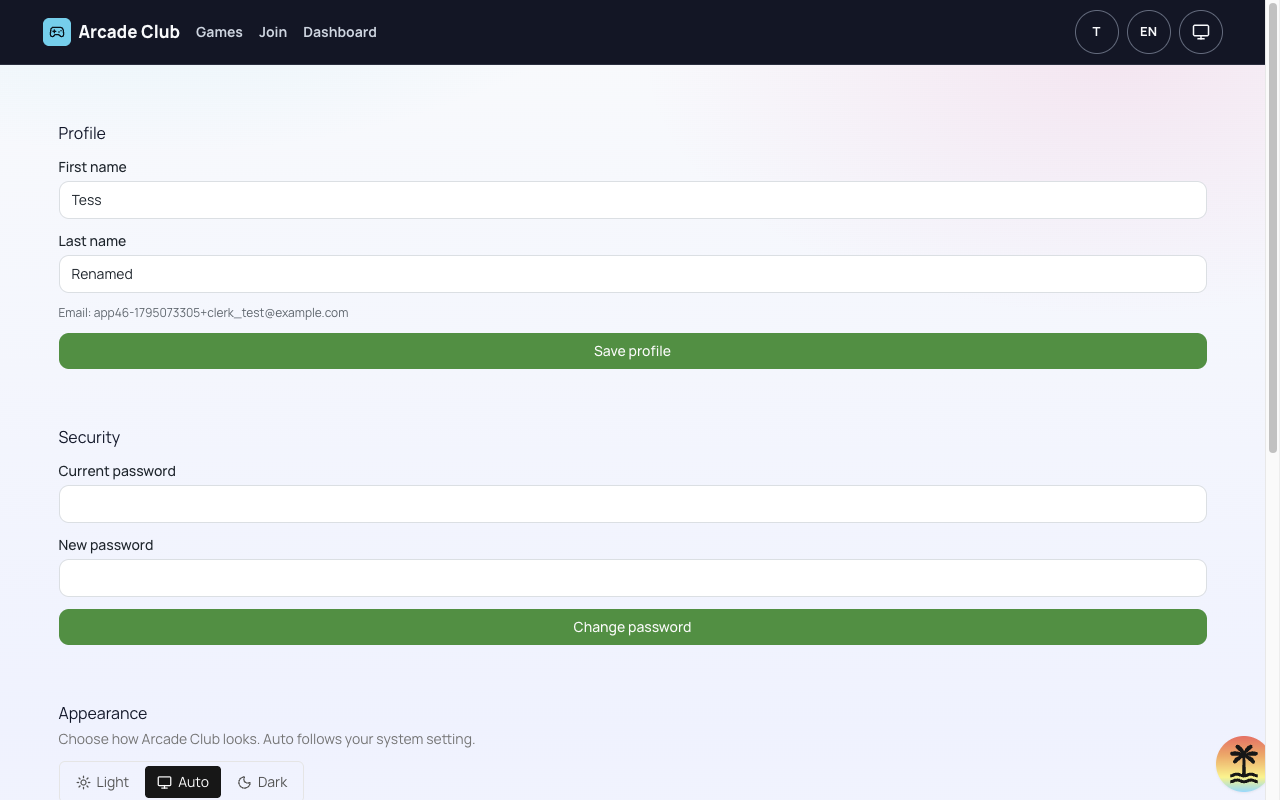 Arcade Club Games Join Dashboard T EN
Profile
First name
Tess
Last name
Renamed
Email: app46-1795073305+clerk_test@example.com
Save profile
Security
Current password
New password
Change password
Appearance
Choose how Arcade Club looks. Auto follows your system setting.
Light Auto Dark